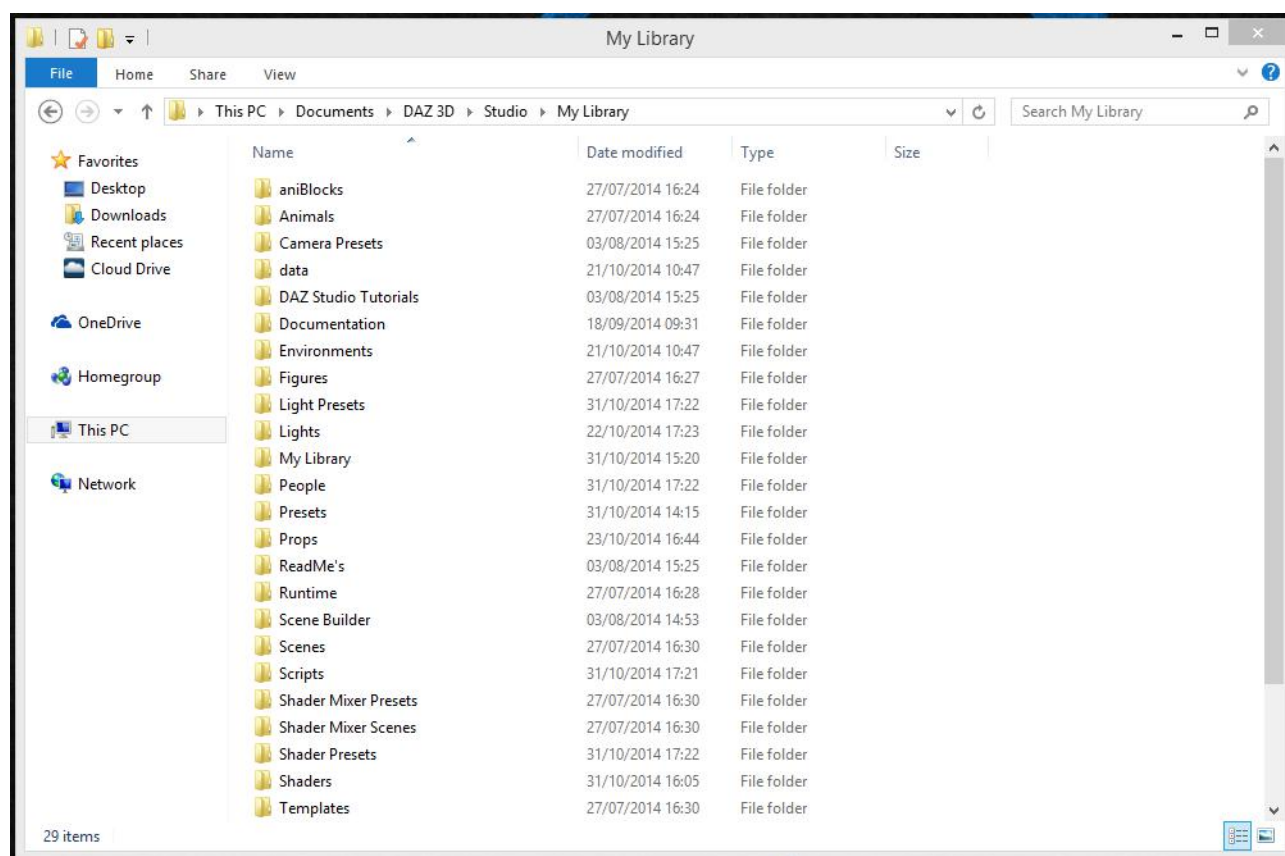 My Library
File Home Share View
This PC Documents DAZ 3D Studio My Library Search My Library
Favorites
Desktop
Downloads
Recent places
Cloud Drive
OneDrive
Homegroup
This PC
Network
Name Date modified Type Size
aniBlocks 27/07/2014 16:24 File folder
Animals 27/07/2014 16:24 File folder
Camera Presets 03/08/2014 15:25 File folder
data 21/10/2014 10:47 File folder
DAZ Studio Tutorials 03/08/2014 15:25 File folder
Documentation 18/09/2014 09:31 File folder
Environments 21/10/2014 10:47 File folder
Figures 27/07/2014 16:27 File folder
Light Presets 31/10/2014 17:22 File folder
Lights 22/10/2014 17:23 File folder
My Library 31/10/2014 15:20 File folder
People 31/10/2014 17:22 File folder
Presets 31/10/2014 14:15 File folder
Props 23/10/2014 16:44 File folder
ReadMe's 03/08/2014 15:25 File folder
Runtime 27/07/2014 16:28 File folder
Scene Builder 03/08/2014 14:53 File folder
Scenes 27/07/2014 16:30 File folder
Scripts 31/10/2014 17:21 File folder
Shader Mixer Presets 27/07/2014 16:30 File folder
Shader Mixer Scenes 27/07/2014 16:30 File folder
Shader Presets 31/10/2014 17:22 File folder
Shaders 31/10/2014 16:05 File folder
Templates 27/07/2014 16:30 File folder
29 items